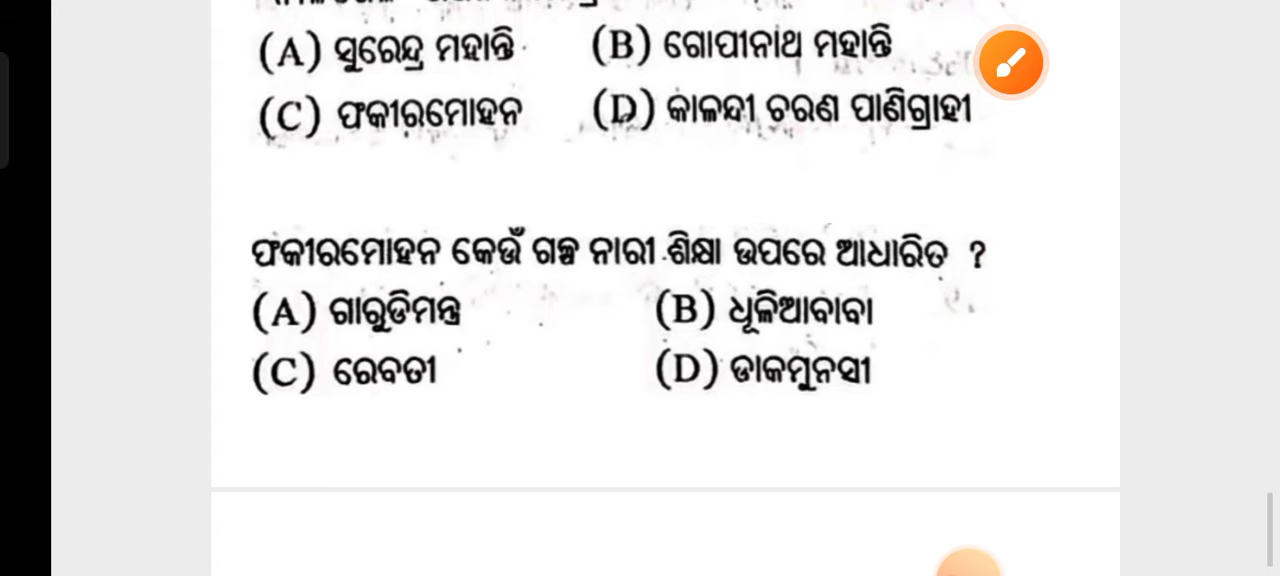 (A) ସୁରେନ୍ଦ୍ର ମହାନ୍ତି (B) ଗୋପୀନାଥ ମହାନ୍ତି
(C) ଫକୀରମୋହନ (D) କାଳନ୍ଦୀ ଚରଣ ପାଣିଗ୍ରାହୀ
ଫକୀରମୋହନ କେଉଁ ଗଳ୍ପ ନାରୀ ଶିକ୍ଷା ଉପରେ ଆଧାରିତ ?
(A) ଗାରୁଡିମନ୍ତ୍ର (B) ଧୂଳିଆବାବା
(C) ରେବତୀ (D) ଡାକମୁନସୀ